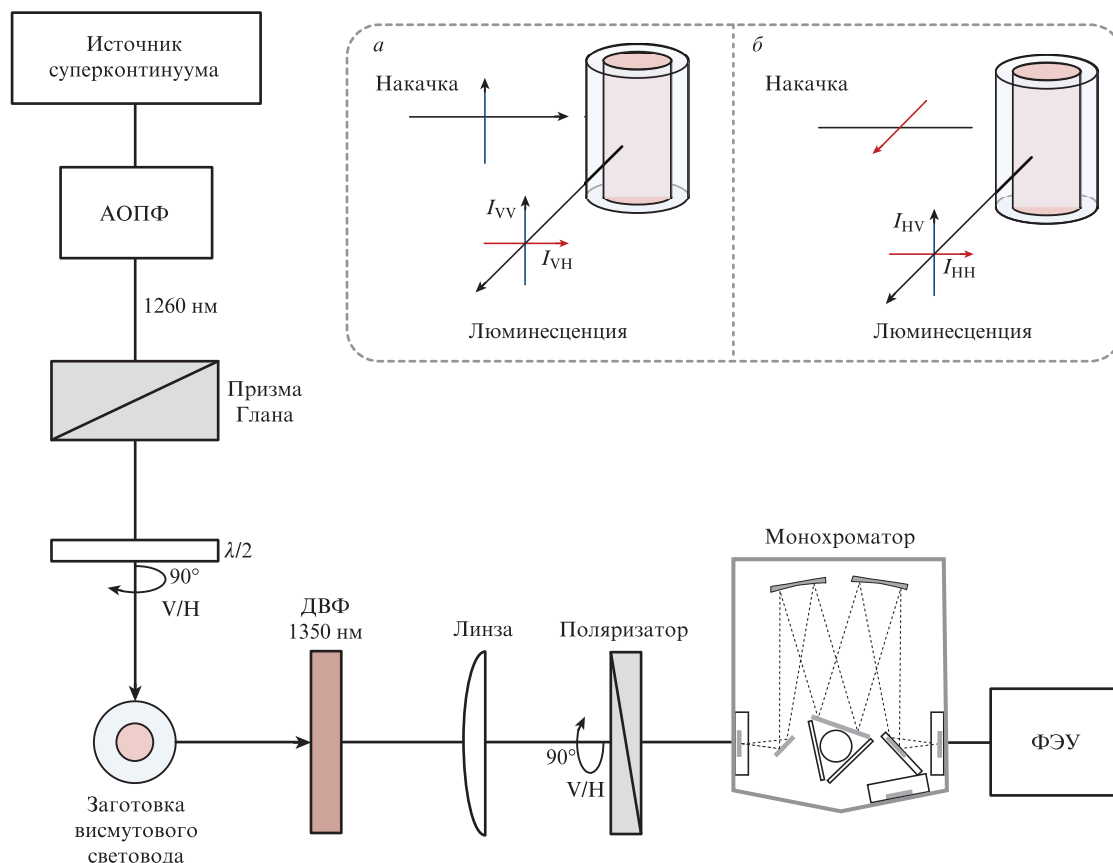 Источник
суперконтинуума
АОПФ
1260 нм
Призма
Глана
λ/2
90°
V/H
Заготовка
висмутового
световода
ДВФ
1350 нм
Линза
Поляризатор
90°
V/H
Монохроматор
ФЭУ
а
Накачка
I_VV
I_VH
Люминесценция
б
Накачка
I_HV
I_HH
Люминесценция